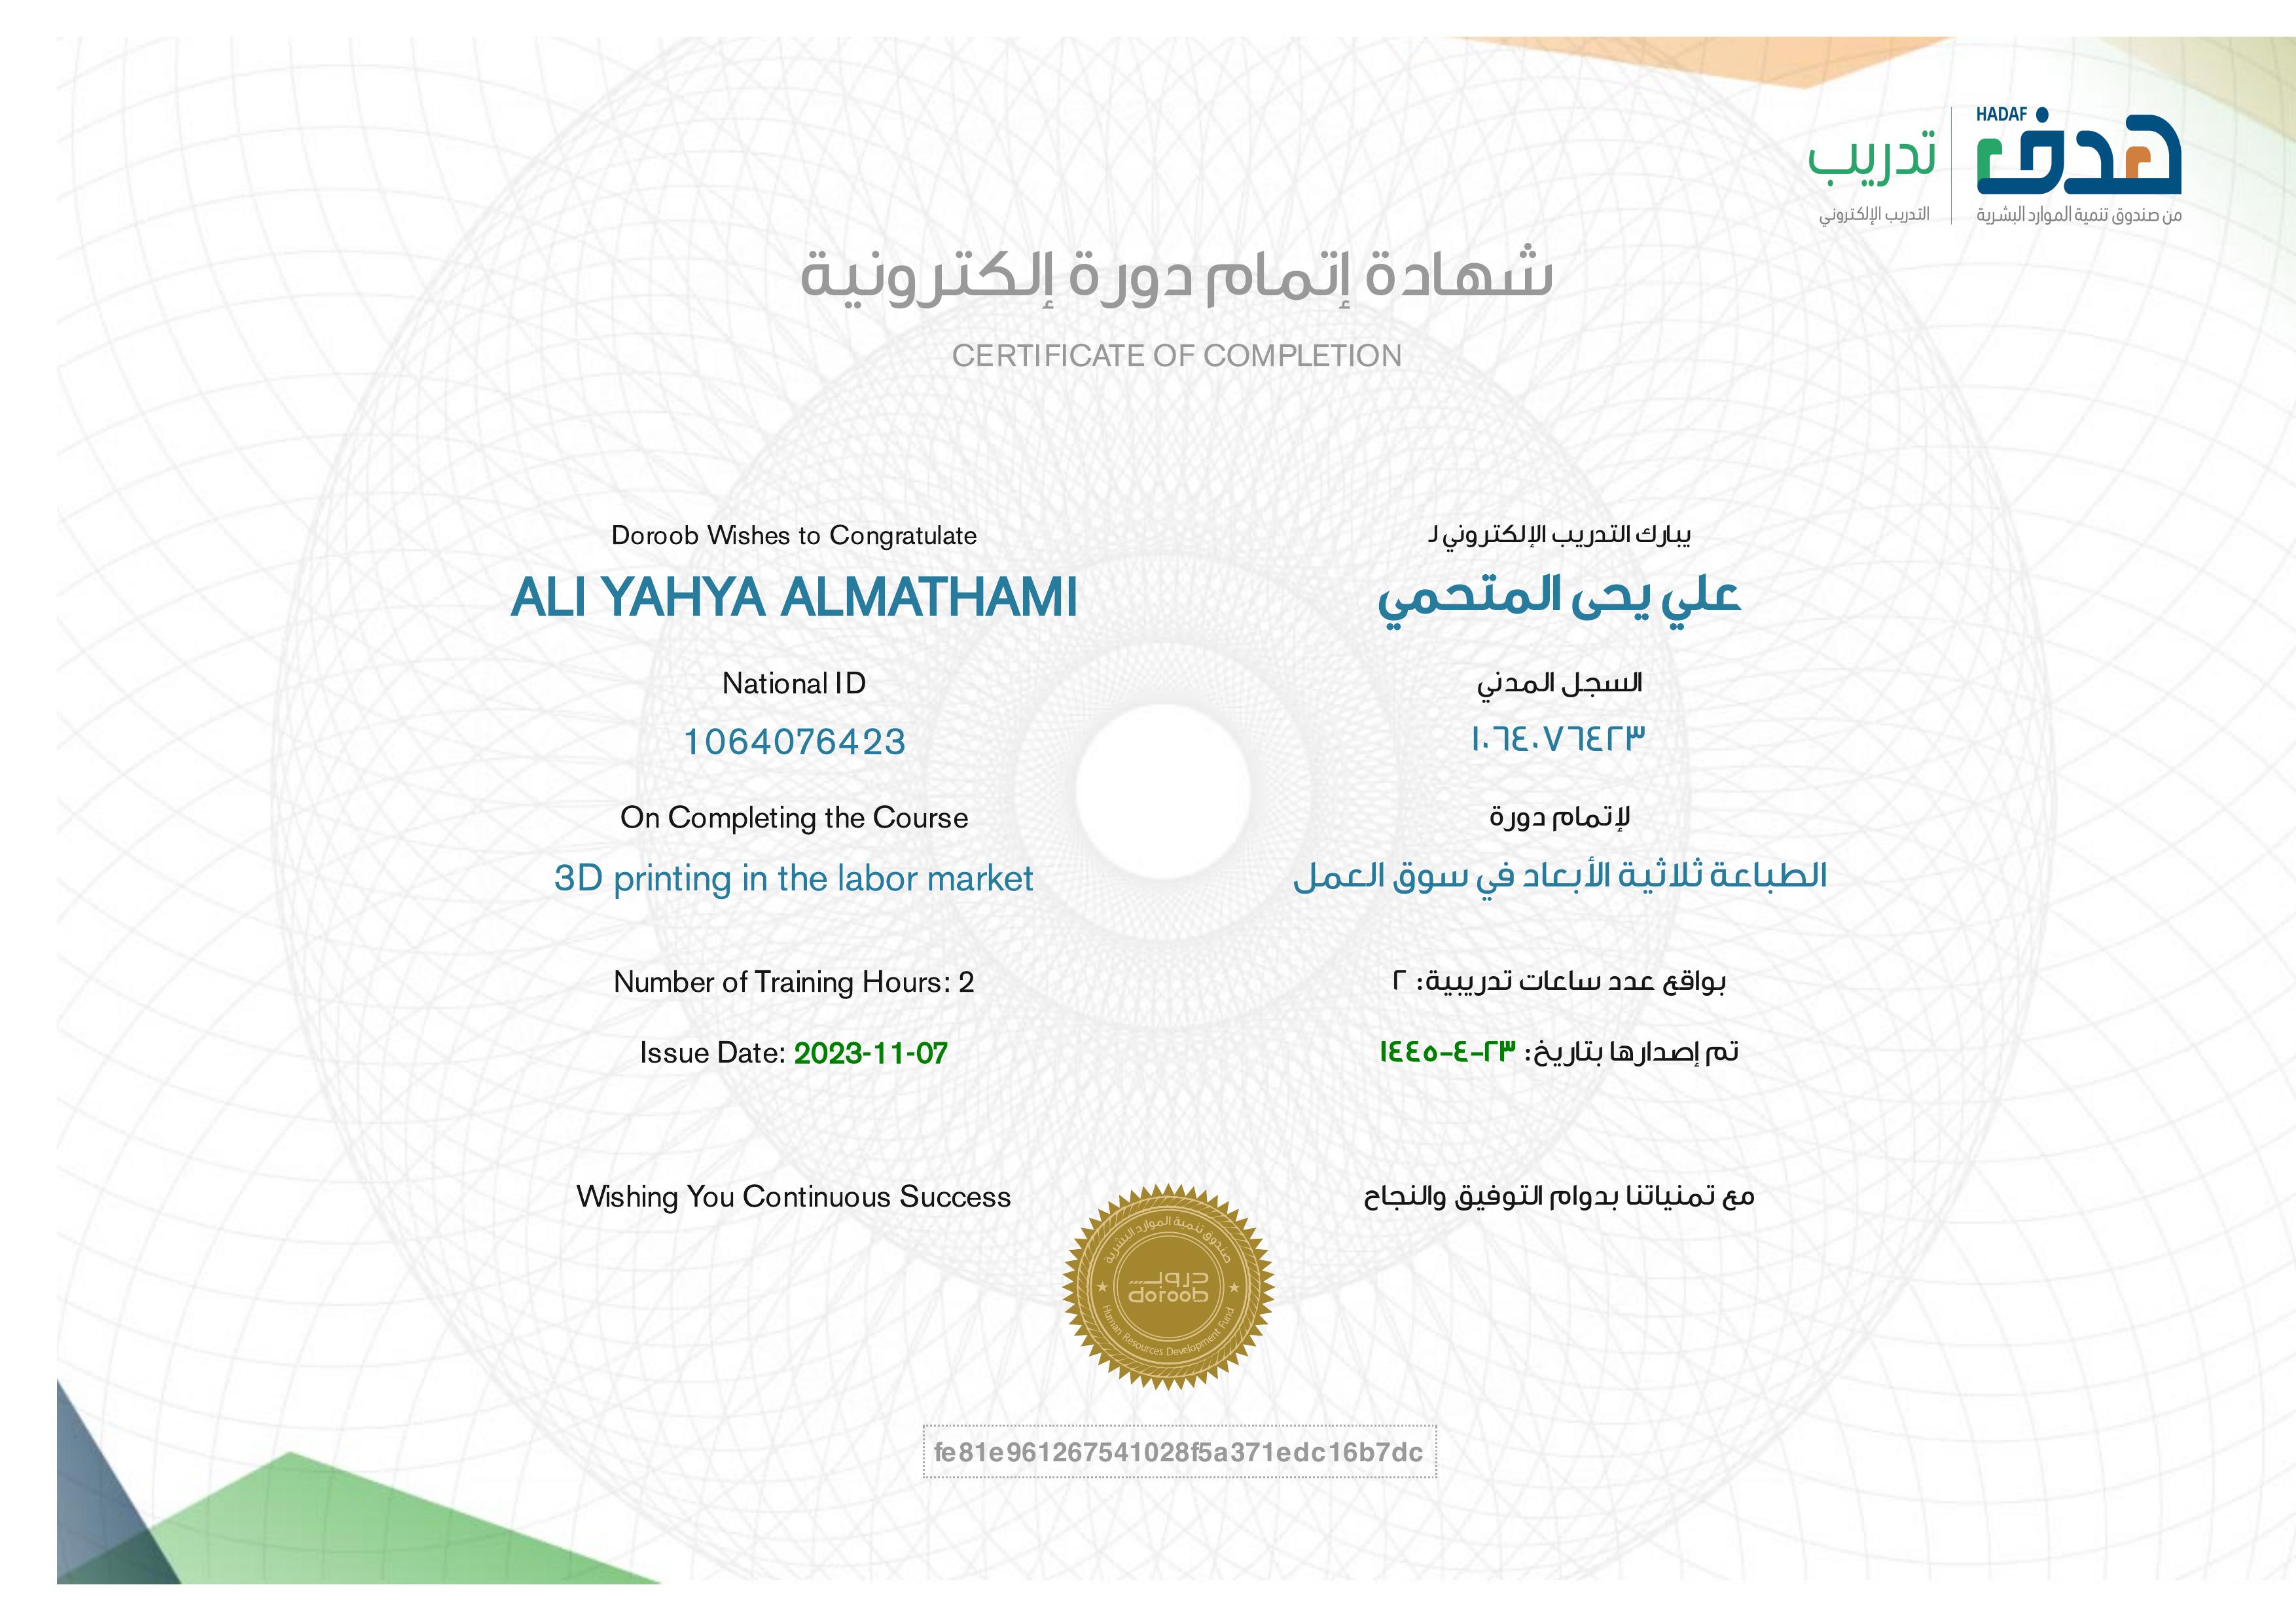 HADAF
هدف
من صندوق تنمية الموارد البشرية
تدريب
التدريب الإلكتروني
شهادة إتمام دورة إلكترونية
CERTIFICATE OF COMPLETION
يبارك التدريب الإلكتروني لـ
علي يحى المتحمي
السجل المدني
١٠٦٤٠٧٦٤٢٣
لإتمام دورة
الطباعة ثلاثية الأبعاد في سوق العمل
بواقع عدد ساعات تدريبية: ٢
تم إصدارها بتاريخ: ٢٣-٤-١٤٤٥
مع تمنياتنا بدوام التوفيق والنجاح
Doroob Wishes to Congratulate
ALI YAHYA ALMATHAMI
National ID
1064076423
On Completing the Course
3D printing in the labor market
Number of Training Hours: 2
Issue Date: 2023-11-07
Wishing You Continuous Success
صندوق تنمية الموارد البشرية
دروب
doroob
Human Resources Development Fund
fe81e961267541028f5a371edc16b7dc